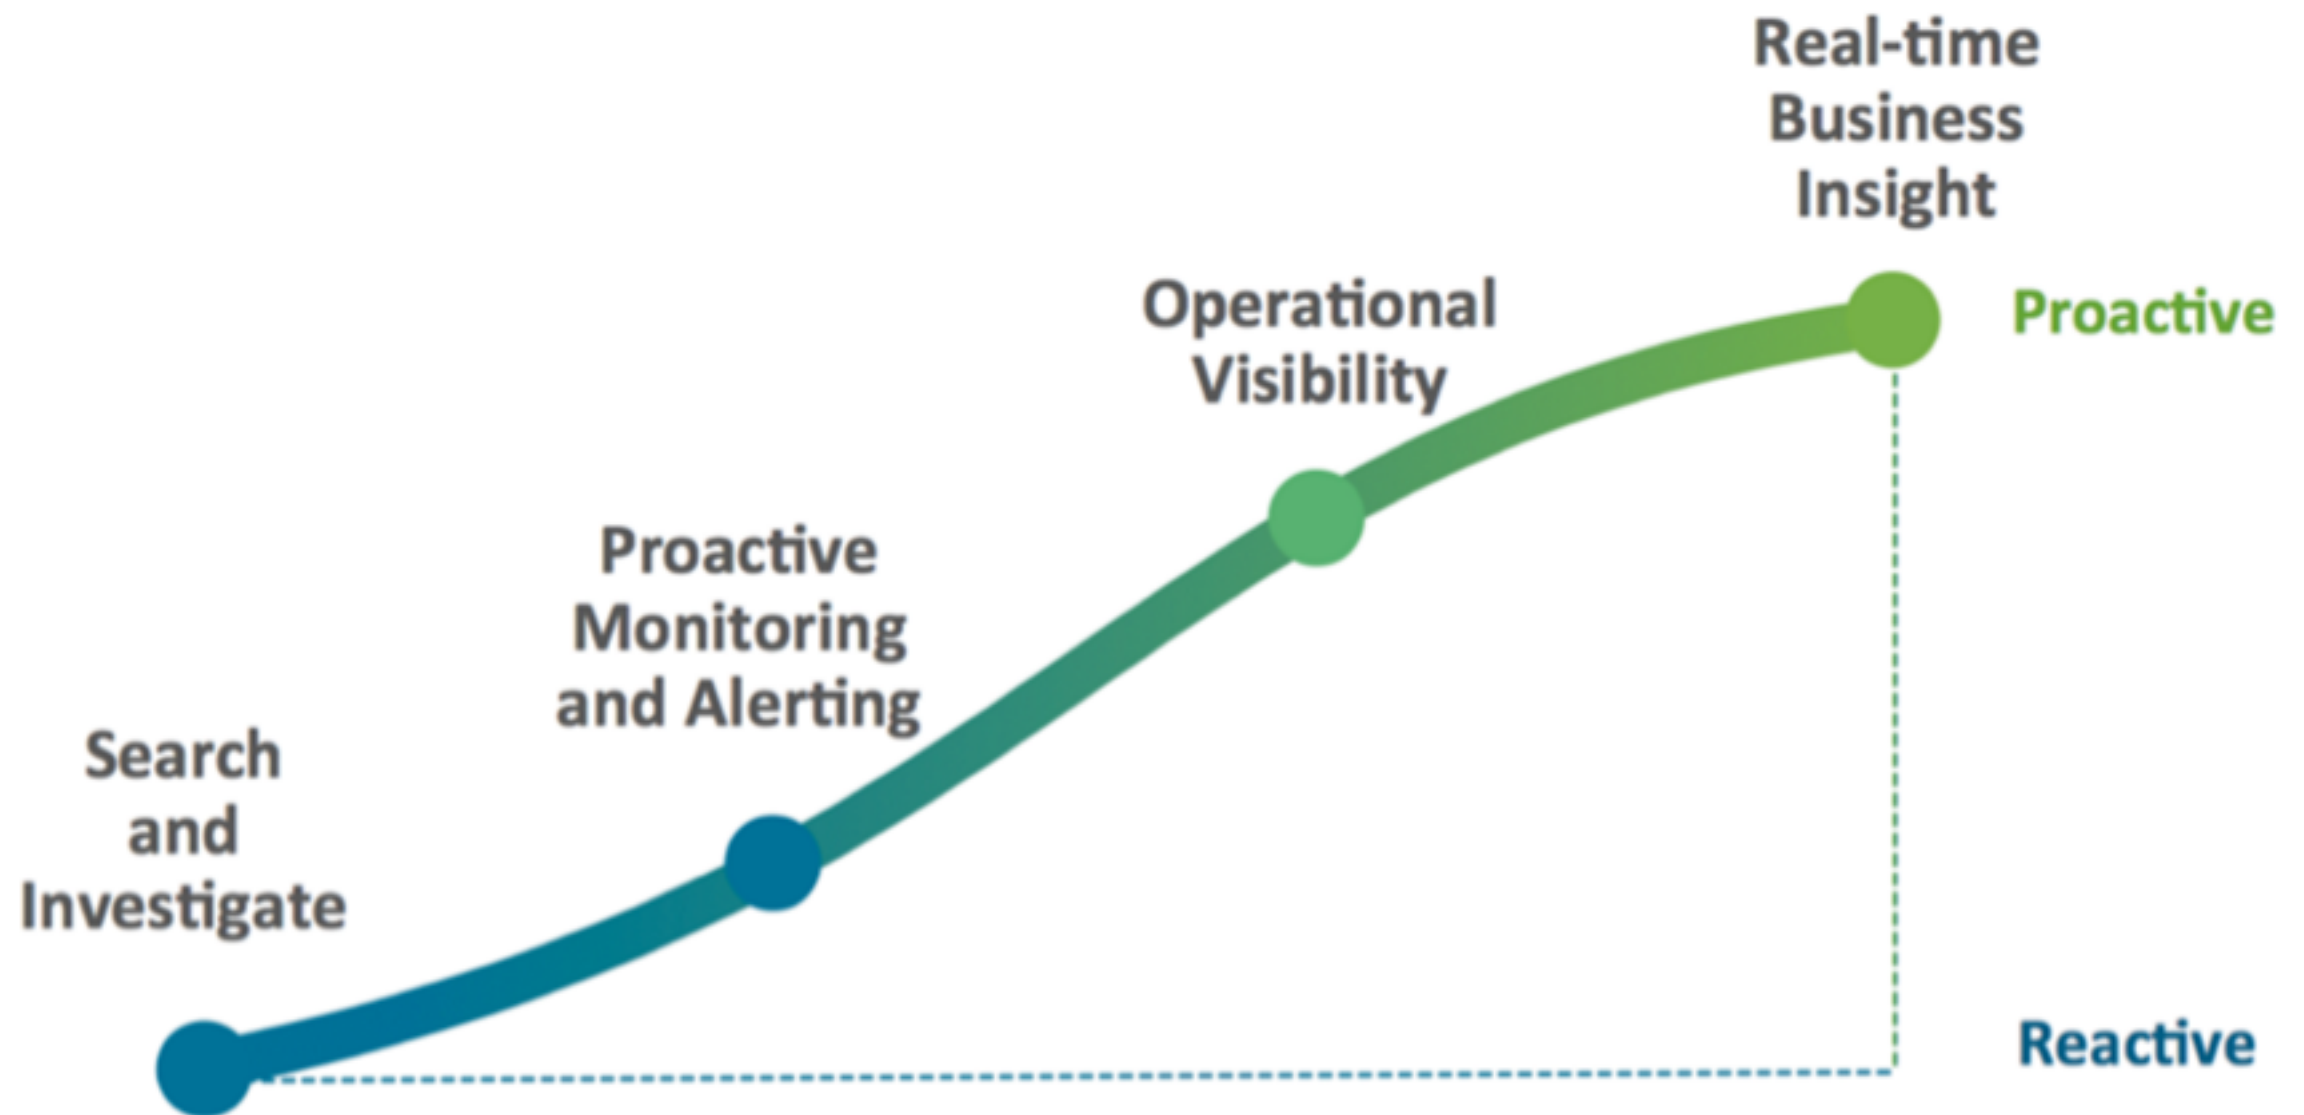 Real-time
Business
Insight
Proactive
Operational
Visibility
Proactive
Monitoring
and Alerting
Search
and
Investigate
Reactive